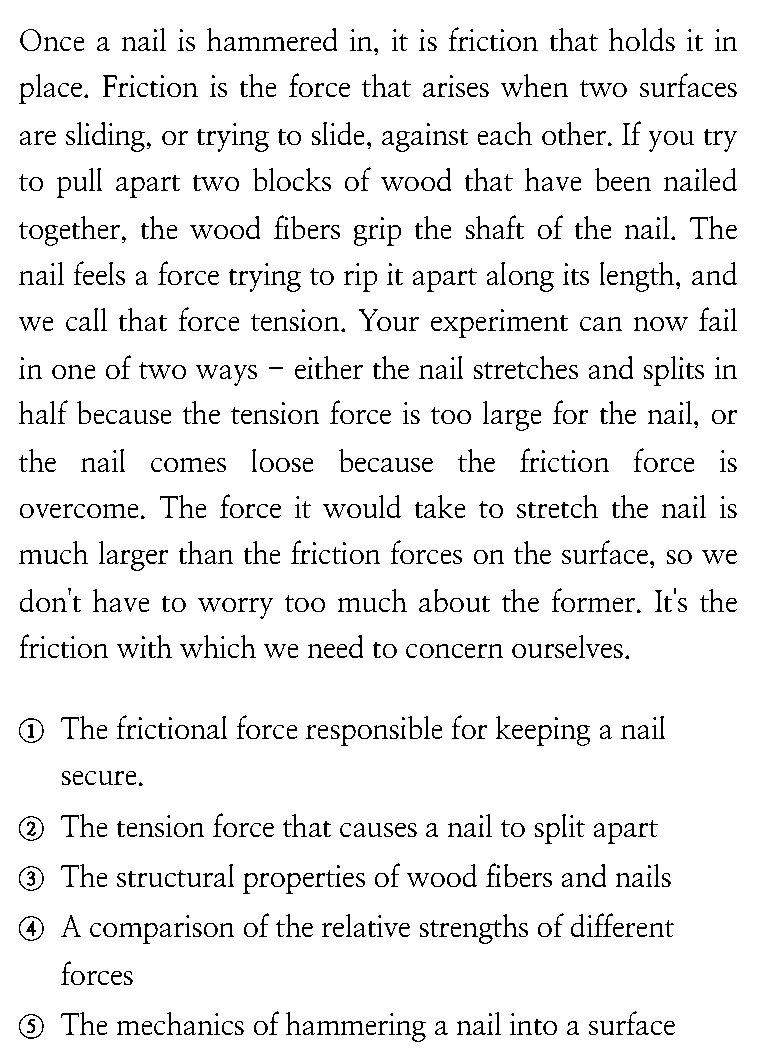 Once a nail is hammered in, it is friction that holds it in
place. Friction is the force that arises when two surfaces
are sliding, or trying to slide, against each other. If you try
to pull apart two blocks of wood that have been nailed
together, the wood fibers grip the shaft of the nail. The
nail feels a force trying to rip it apart along its length, and
we call that force tension. Your experiment can now fail
in one of two ways − either the nail stretches and splits in
half because the tension force is too large for the nail, or
the nail comes loose because the friction force is
overcome. The force it would take to stretch the nail is
much larger than the friction forces on the surface, so we
don't have to worry too much about the former. It's the
friction with which we need to concern ourselves.
① The frictional force responsible for keeping a nail
secure.
② The tension force that causes a nail to split apart
③ The structural properties of wood fibers and nails
④ A comparison of the relative strengths of different
forces
⑤ The mechanics of hammering a nail into a surface